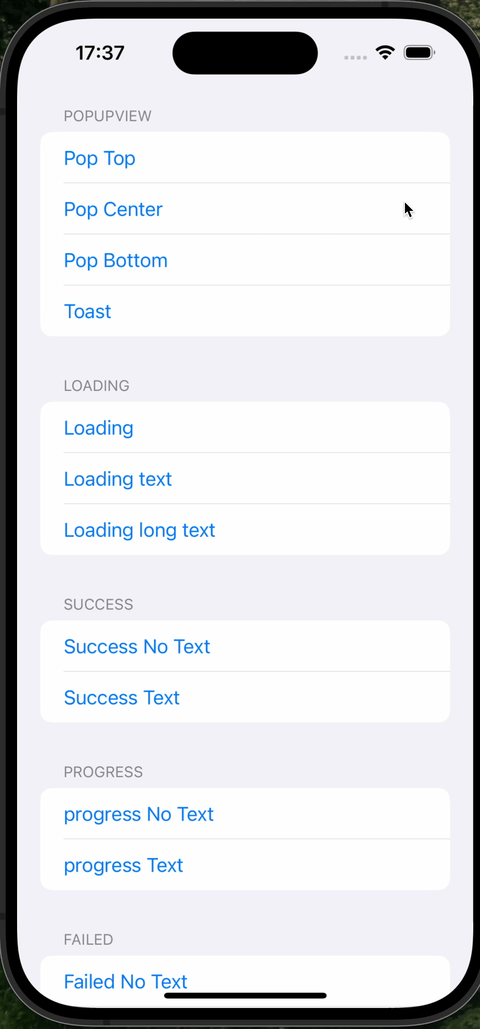 17:37
POPUPVIEW
Pop Top
Pop Center
Pop Bottom
Toast
LOADING
Loading
Loading text
Loading long text
SUCCESS
Success No Text
Success Text
PROGRESS
progress No Text
progress Text
FAILED
Failed No Text